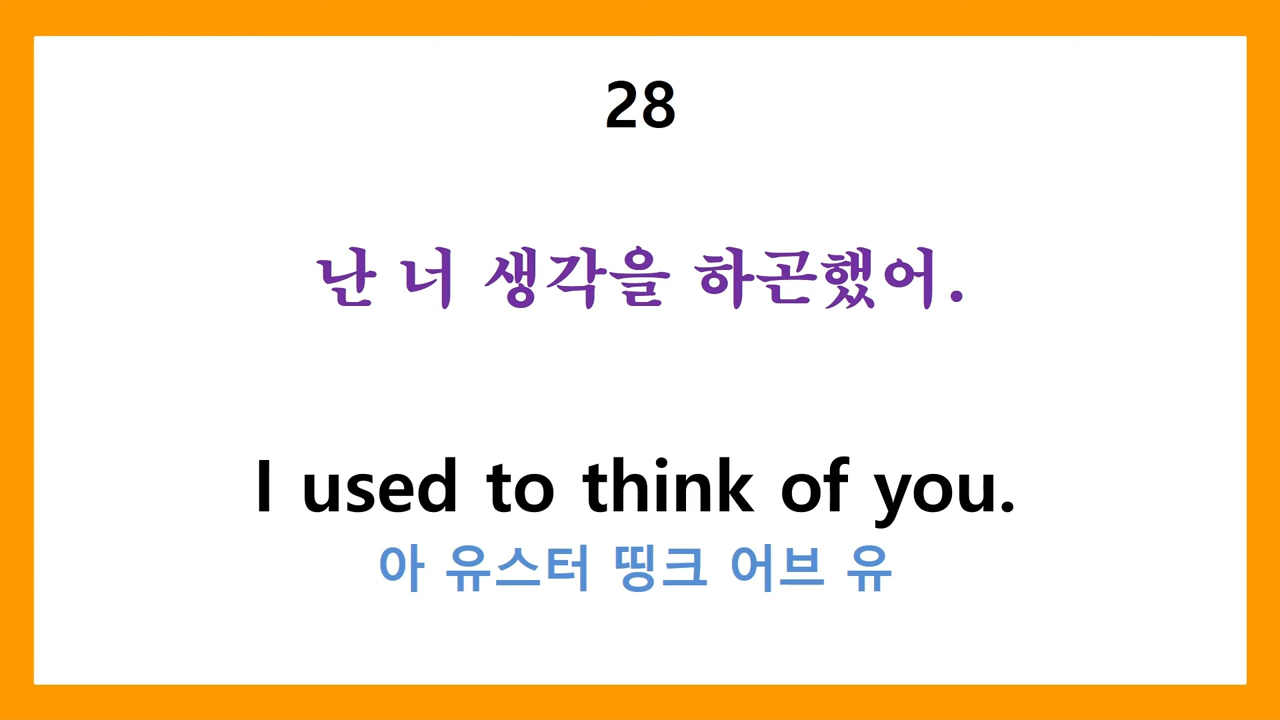 28
난 너 생각을 하곤했어.
I used to think of you.
아 유스터 띵크 어브 유